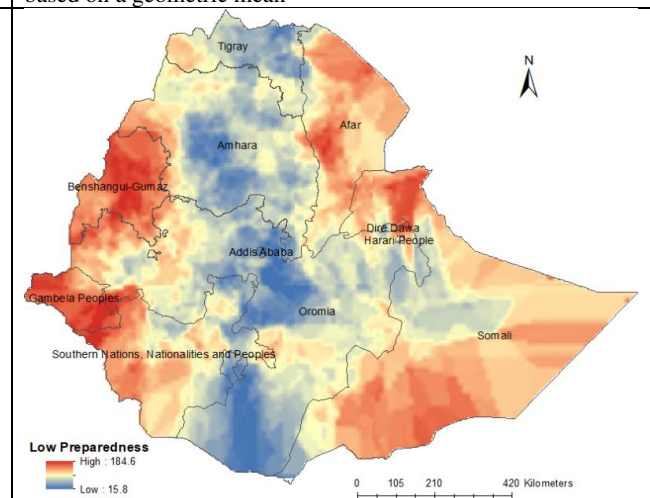 based on a geometric mean
Tigray
N
Afar
Amhara
Benshangul-Gumaz
Dire Dawa
Harari People
Addis Ababa
Gambela Peoples
Oromia
Somali
Southern Nations, Nationalities and Peoples
Low Preparedness
High : 184.6
Low : 15.8
0 105 210 420 Kilometers